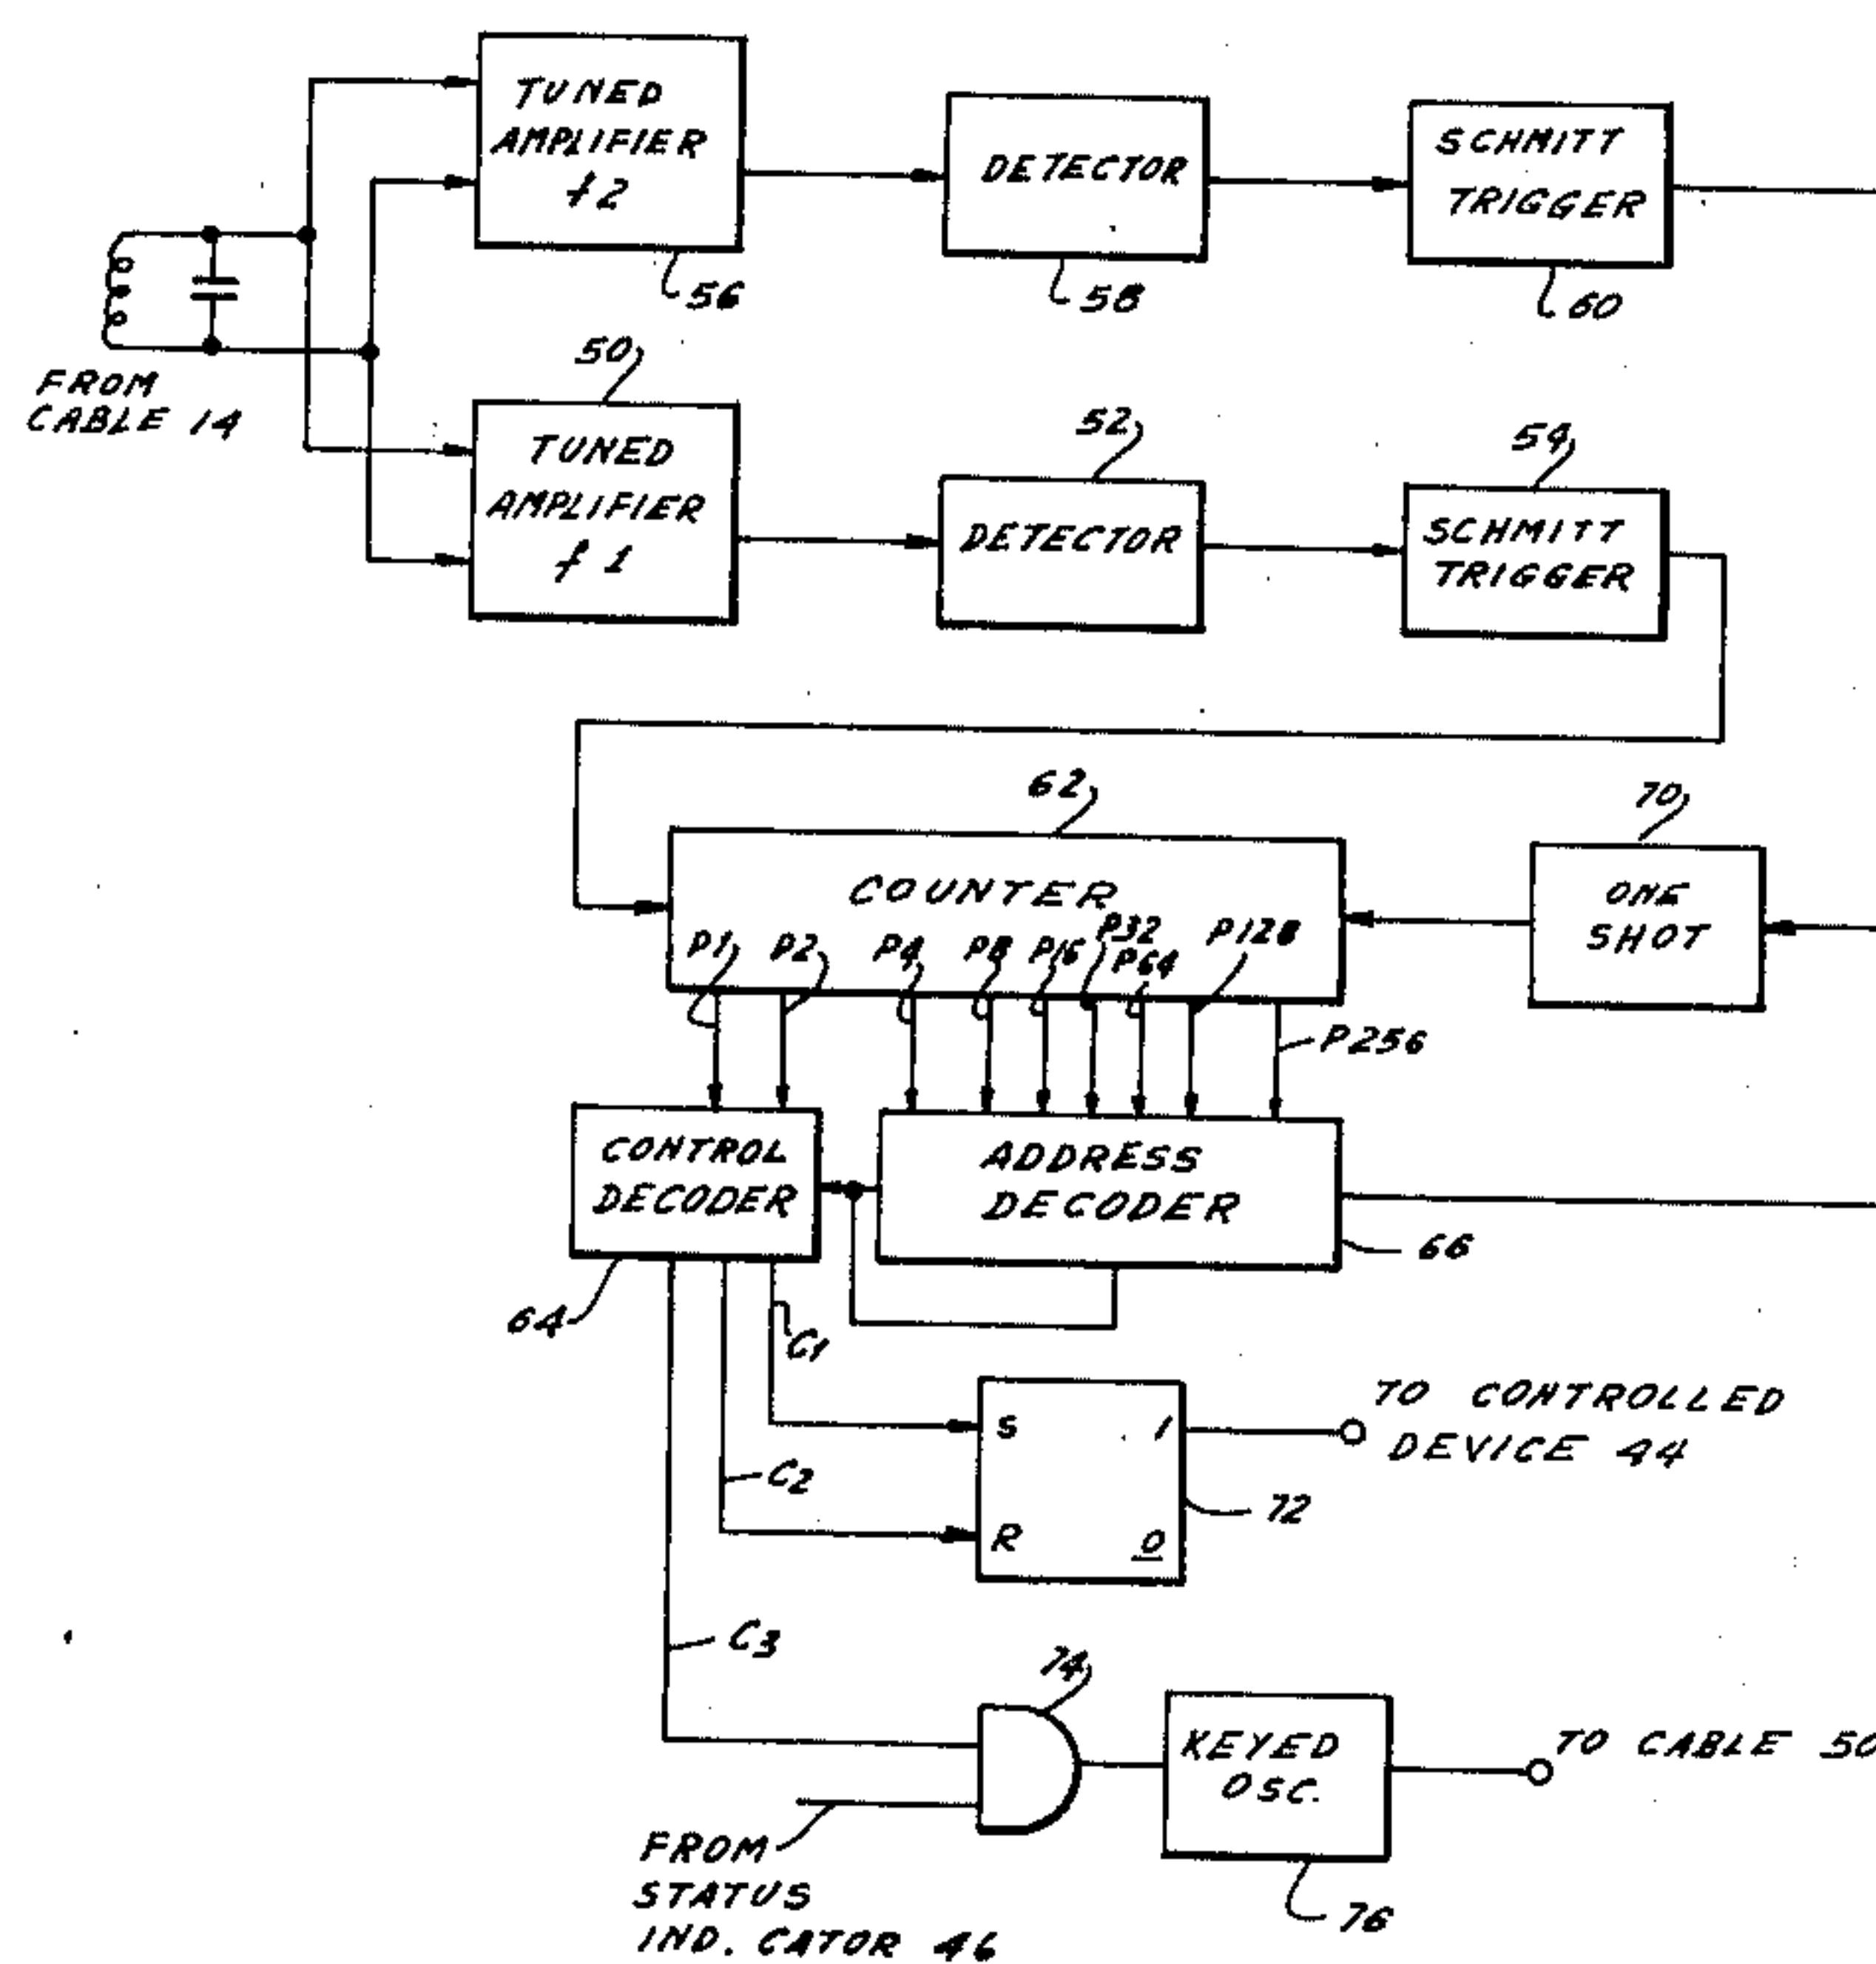 TUNED
AMPLIFIER
f2
56
DETECTOR
58
SCHMITT
TRIGGER
60
FROM
CABLE 14
50
TUNED
AMPLIFIER
f1
52
DETECTOR
54
SCHMITT
TRIGGER
62
COUNTER
P1
P2
P4
P8
P16
P32
P64
P128
P256
70
ONE
SHOT
CONTROL
DECODER
64
ADDRESS
DECODER
66
C1
C2
C3
S
1
R
0
72
TO CONTROLLED
DEVICE 44
74
KEYED
OSC.
76
TO CABLE 50
FROM
STATUS
IND. CATOR 46